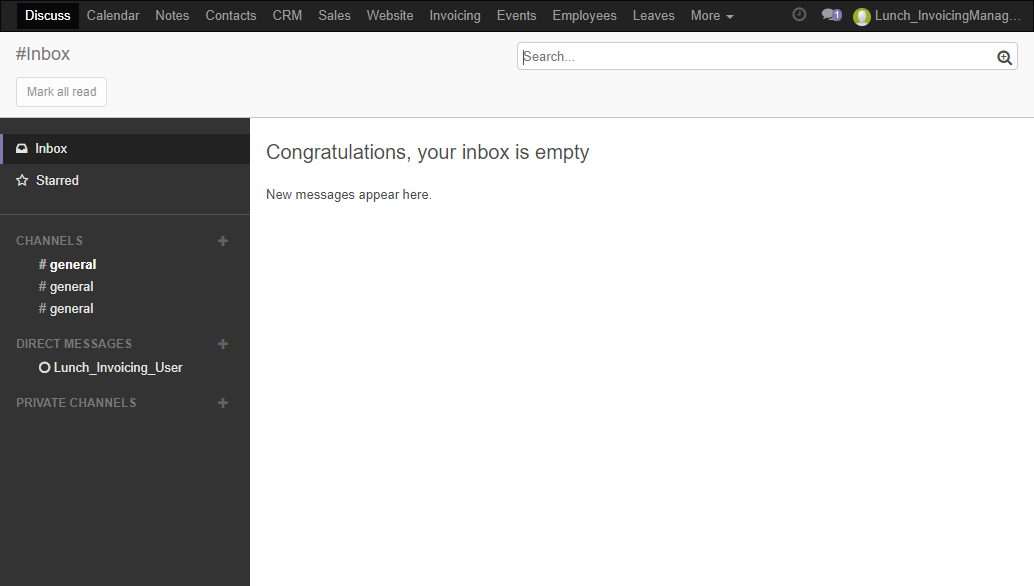 Discuss Calendar Notes Contacts CRM Sales Website Invoicing Events Employees Leaves More 1 Lunch_InvoicingManag...
#Inbox
Search...
Mark all read
Inbox
Starred
CHANNELS +
# general
# general
# general
DIRECT MESSAGES +
Lunch_Invoicing_User
PRIVATE CHANNELS +
Congratulations, your inbox is empty
New messages appear here.